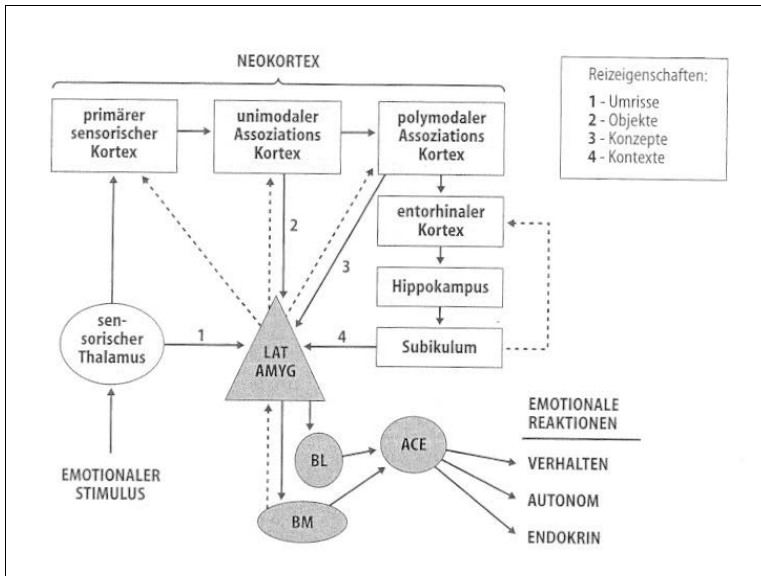 NEOKORTEX
primärer
sensorischer
Kortex
unimodaler
Assoziations
Kortex
polymodaler
Assoziations
Kortex
Reizeigenschaften:
1 - Umrisse
2 - Objekte
3 - Konzepte
4 - Kontexte
entorhinaler
Kortex
2
3
Hippokampus
sen-
sorischer
Thalamus
1
LAT
AMYG
4
Subikulum
EMOTIONALER
STIMULUS
BL
BM
ACE
EMOTIONALE
REAKTIONEN
VERHALTEN
AUTONOM
ENDOKRIN